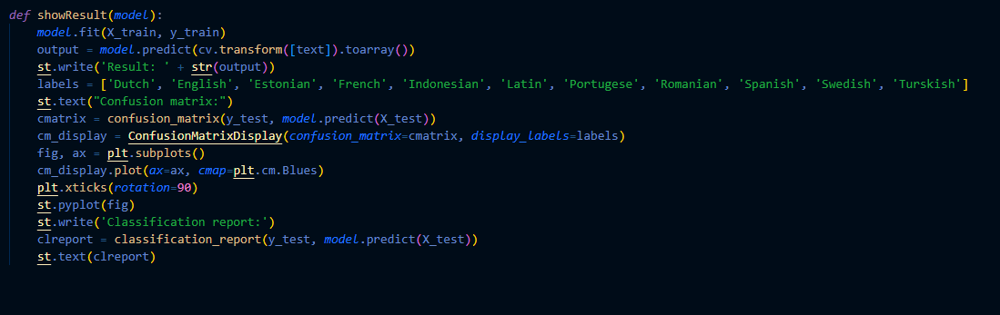 def showResult(model):
model.fit(X_train, y_train)
output = model.predict(cv.transform([text]).toarray())
st.write('Result: ' + str(output))
labels = ['Dutch', 'English', 'Estonian', 'French', 'Indonesian', 'Latin', 'Portugese', 'Romanian', 'Spanish', 'Swedish', 'Turskish']
st.text("Confusion matrix:")
cmatrix = confusion_matrix(y_test, model.predict(X_test))
cm_display = ConfusionMatrixDisplay(confusion_matrix=cmatrix, display_labels=labels)
fig, ax = plt.subplots()
cm_display.plot(ax=ax, cmap=plt.cm.Blues)
plt.xticks(rotation=90)
st.pyplot(fig)
st.write('Classification report:')
clreport = classification_report(y_test, model.predict(X_test))
st.text(clreport)